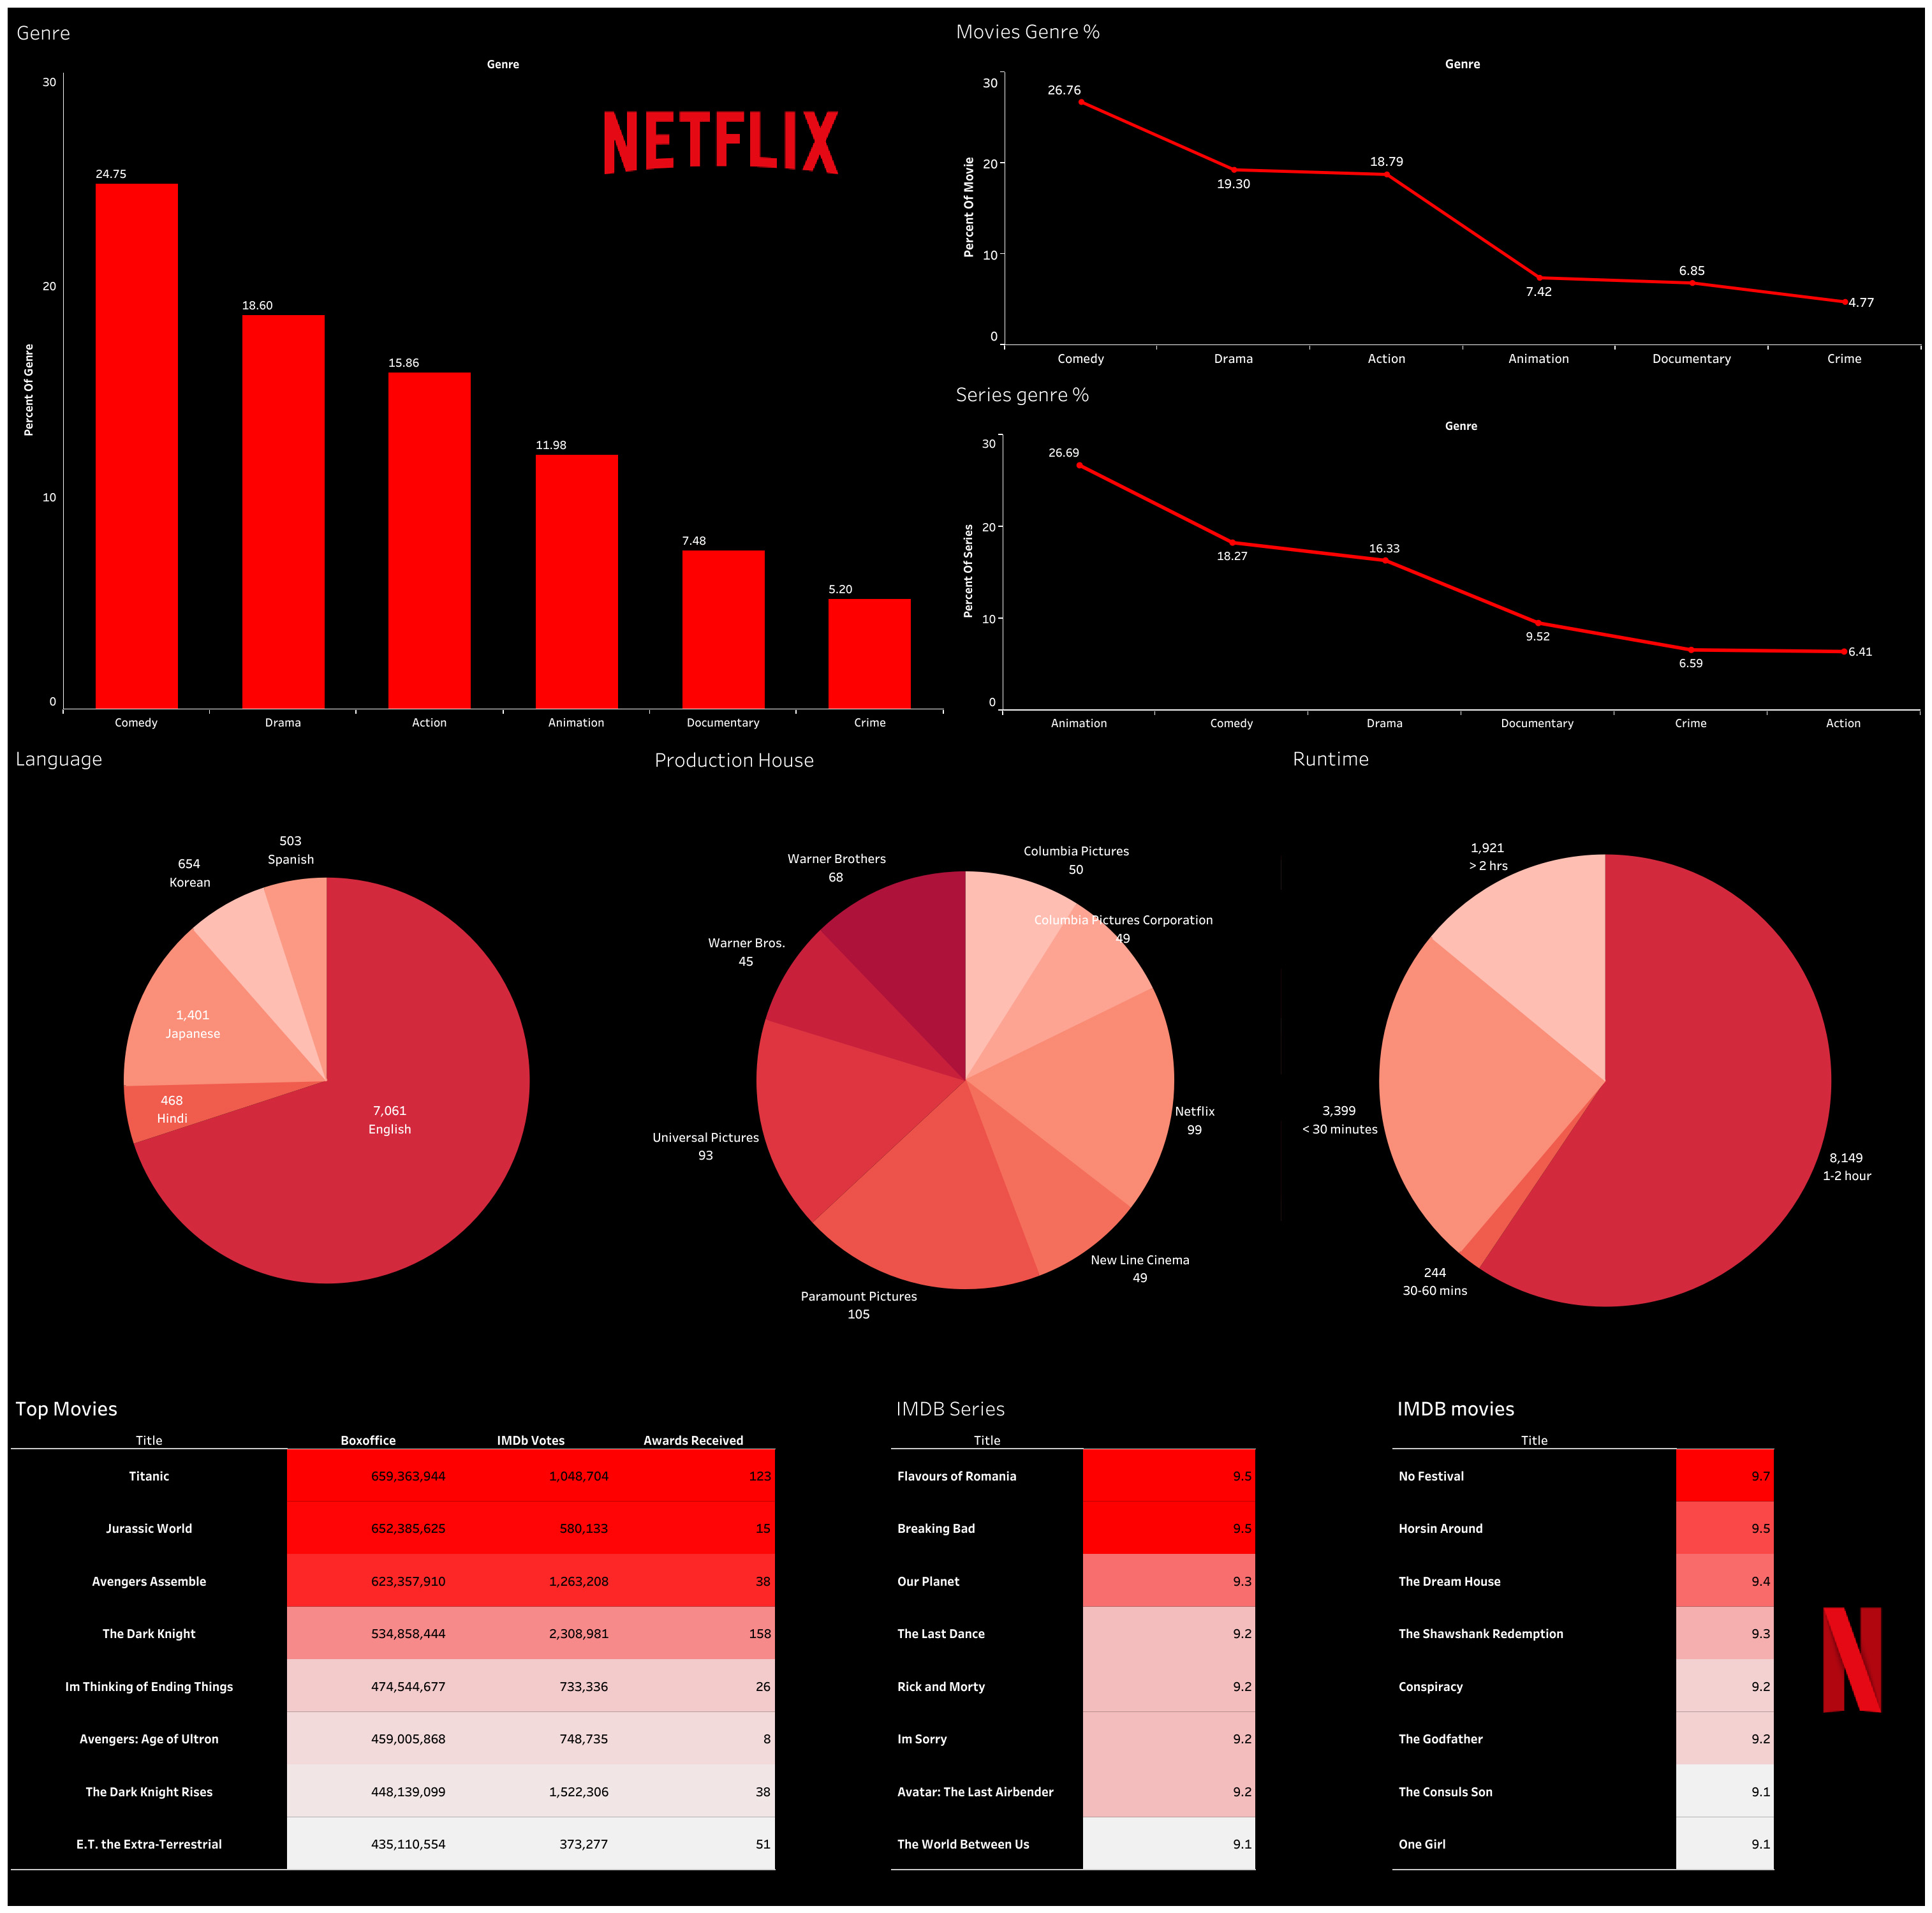 Genre
Genre
30
20
10
0
Percent Of Genre
24.75
18.60
15.86
11.98
7.48
5.20
Comedy
Drama
Action
Animation
Documentary
Crime
NETFLIX
Movies Genre %
Genre
30
20
10
0
Percent Of Movie
26.76
19.30
18.79
7.42
6.85
4.77
Comedy
Drama
Action
Animation
Documentary
Crime
Series genre %
Genre
30
20
10
0
Percent Of Series
26.69
18.27
16.33
9.52
6.59
6.41
Animation
Comedy
Drama
Documentary
Crime
Action
Language
503
Spanish
654
Korean
1,401
Japanese
468
Hindi
7,061
English
Production House
Warner Brothers
68
Columbia Pictures
50
Columbia Pictures Corporation
49
Warner Bros.
45
Universal Pictures
93
Netflix
99
New Line Cinema
49
Paramount Pictures
105
Runtime
1,921
> 2 hrs
3,399
< 30 minutes
8,149
1-2 hour
244
30-60 mins
Top Movies
Title Boxoffice IMDb Votes Awards Received
Titanic 659,363,944 1,048,704 123
Jurassic World 652,385,625 580,133 15
Avengers Assemble 623,357,910 1,263,208 38
The Dark Knight 534,858,444 2,308,981 158
Im Thinking of Ending Things 474,544,677 733,336 26
Avengers: Age of Ultron 459,005,868 748,735 8
The Dark Knight Rises 448,139,099 1,522,306 38
E.T. the Extra-Terrestrial 435,110,554 373,277 51
IMDB Series
Title
Flavours of Romania 9.5
Breaking Bad 9.5
Our Planet 9.3
The Last Dance 9.2
Rick and Morty 9.2
Im Sorry 9.2
Avatar: The Last Airbender 9.2
The World Between Us 9.1
IMDB movies
Title
No Festival 9.7
Horsin Around 9.5
The Dream House 9.4
The Shawshank Redemption 9.3
Conspiracy 9.2
The Godfather 9.2
The Consuls Son 9.1
One Girl 9.1
N